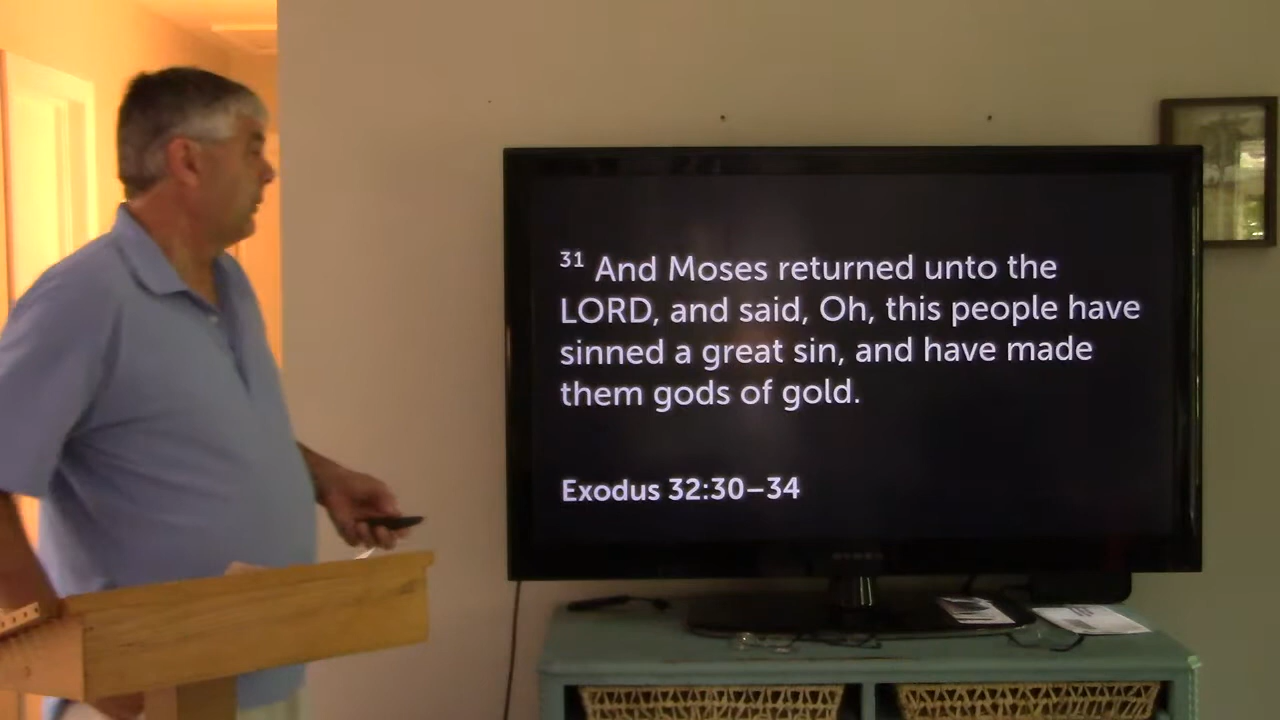 31 And Moses returned unto the
LORD, and said, Oh, this people have
sinned a great sin, and have made
them gods of gold.
Exodus 32:30–34